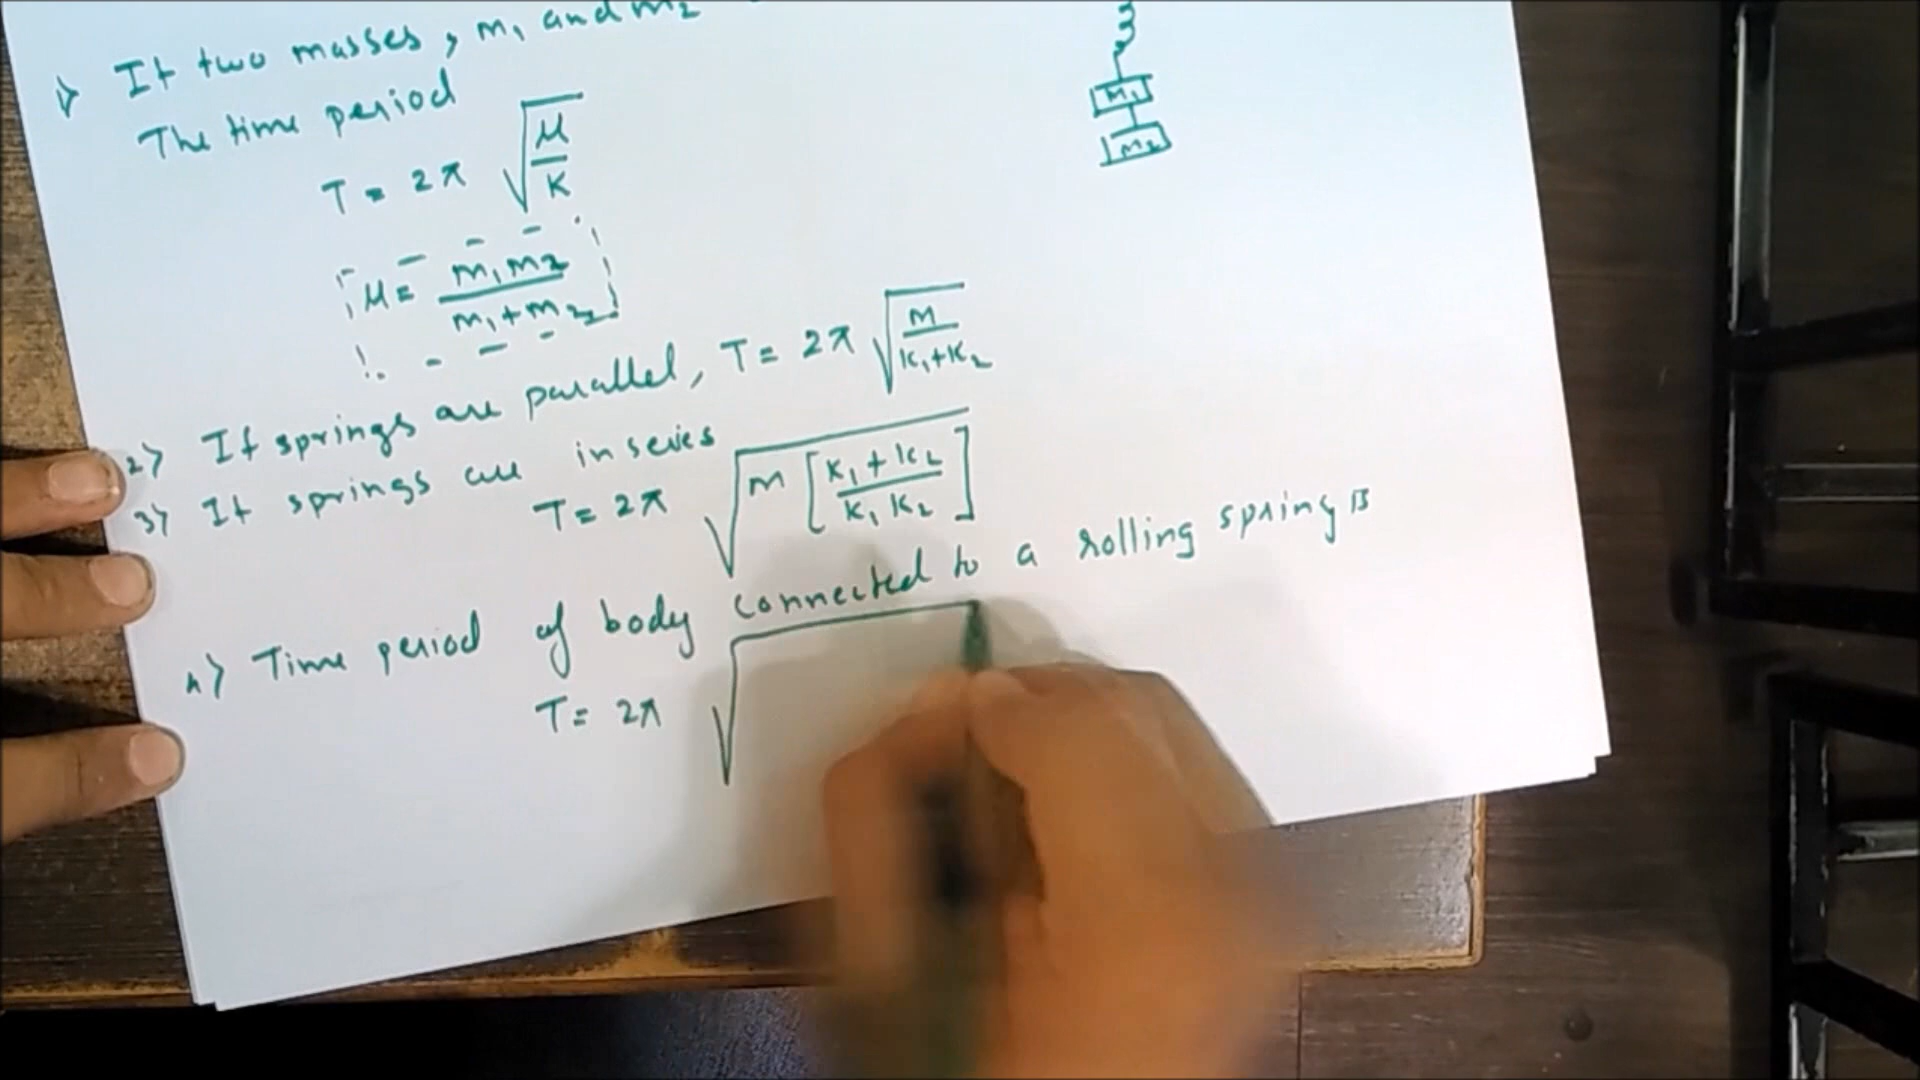 1) If two masses, m1 and m2
The time period
T = 2π √(μ/K)
μ = m1m2/(m1+m2)
2) If springs are parallel, T = 2π √(M/(K1+K2))
3) If springs are in series
T = 2π √(m[(K1+K2)/(K1K2)])
4) Time period of body connected to a rolling spring is
T = 2π √
M1
M2